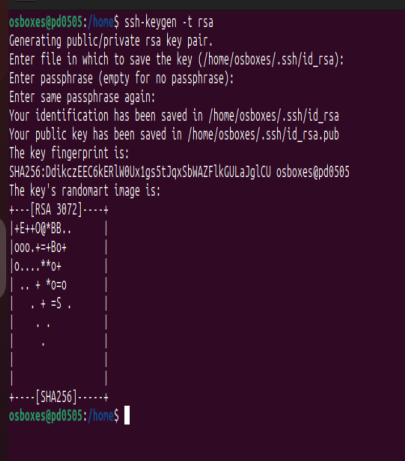 osboxes@pd0505:/home$ ssh-keygen -t rsa
Generating public/private rsa key pair.
Enter file in which to save the key (/home/osboxes/.ssh/id_rsa):
Enter passphrase (empty for no passphrase):
Enter same passphrase again:
Your identification has been saved in /home/osboxes/.ssh/id_rsa
Your public key has been saved in /home/osboxes/.ssh/id_rsa.pub
The key fingerprint is:
SHA256:DdikczEEC6kERlW0Ux1gs5tJqxSbWAZFlkGULaJglCU osboxes@pd0505
The key's randomart image is:
+---[RSA 3072]----+
|+E++O@*BB..      |
|ooo.+=+Bo+       |
|o....**o+        |
| .. + *o=o       |
|   . + =S .      |
|    . .          |
|     .           |
|                 |
|                 |
+----[SHA256]-----+
osboxes@pd0505:/home$